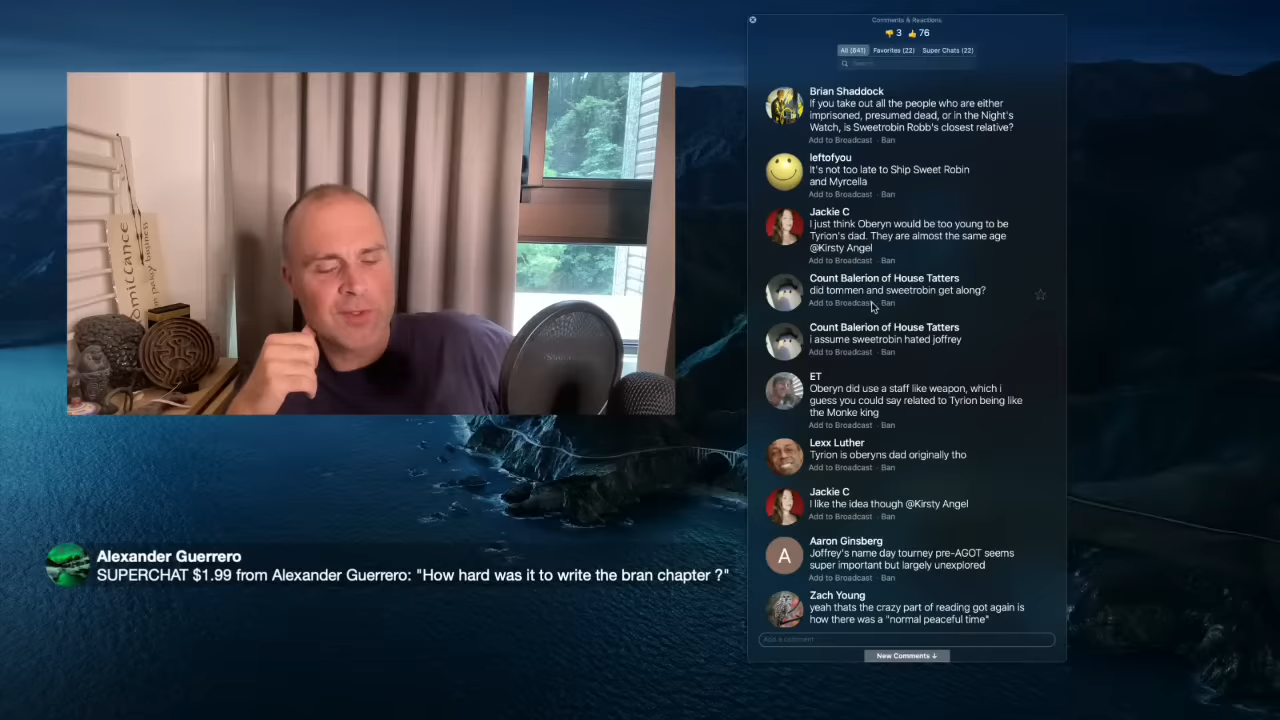 Comments & Reactions
👎 3 👍 76
All (641) Favorites (22) Super Chats (22)
Search
Brian Shaddock
If you take out all the people who are either
imprisoned, presumed dead, or in the Night's
Watch, is Sweetrobin Robb's closest relative?
Add to Broadcast · Ban
leftofyou
It's not too late to Ship Sweet Robin
and Myrcella
Add to Broadcast · Ban
Jackie C
I just think Oberyn would be too young to be
Tyrion's dad. They are almost the same age
@Kirsty Angel
Add to Broadcast · Ban
Count Balerion of House Tatters
did tommen and sweetrobin get along?
Add to Broadcast · Ban
Count Balerion of House Tatters
i assume sweetrobin hated joffrey
Add to Broadcast · Ban
ET
Oberyn did use a staff like weapon, which i
guess you could say related to Tyrion being like
the Monke king
Add to Broadcast · Ban
Lexx Luther
Tyrion is oberyns dad originally tho
Add to Broadcast · Ban
Jackie C
I like the idea though @Kirsty Angel
Add to Broadcast · Ban
A
Aaron Ginsberg
Joffrey's name day tourney pre-AGOT seems
super important but largely unexplored
Add to Broadcast · Ban
Zach Young
yeah thats the crazy part of reading got again is
how there was a "normal peaceful time"
Add a comment
New Comments ↓
Alexander Guerrero
SUPERCHAT $1.99 from Alexander Guerrero: "How hard was it to write the bran chapter ?"